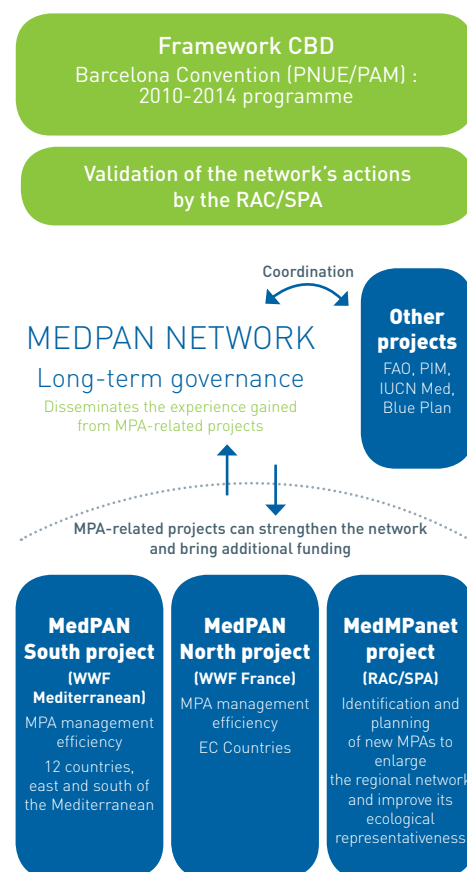 Framework CBD
Barcelona Convention (PNUE/PAM) :
2010-2014 programme
Validation of the network's actions
by the RAC/SPA
Coordination
MEDPAN NETWORK
Long-term governance
Disseminates the experience gained
from MPA-related projects
Other
projects
FAO, PIM,
IUCN Med,
Blue Plan
MPA-related projects can strengthen the network
and bring additional funding
MedPAN
South project
(WWF
Mediterranean)
MPA management
efficiency
12 countries,
east and south of
the Mediterranean
MedPAN
North project
(WWF France)
MPA management
efficiency
EC Countries
MedMPanet
project
(RAC/SPA)
Identification and
planning
of new MPAs to
enlarge
the regional network
and improve its
ecological
representativeness